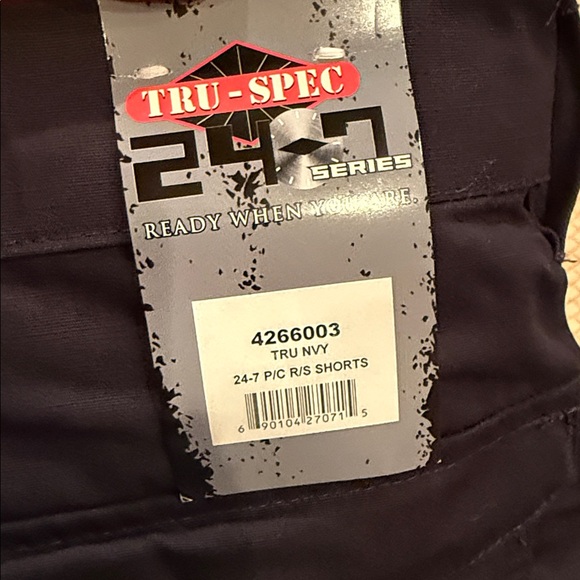 TRU-SPEC
24-7
SERIES
READY WHEN YOU ARE.
4266003
TRU NVY
24-7 P/C R/S SHORTS
6 90104 27071 5